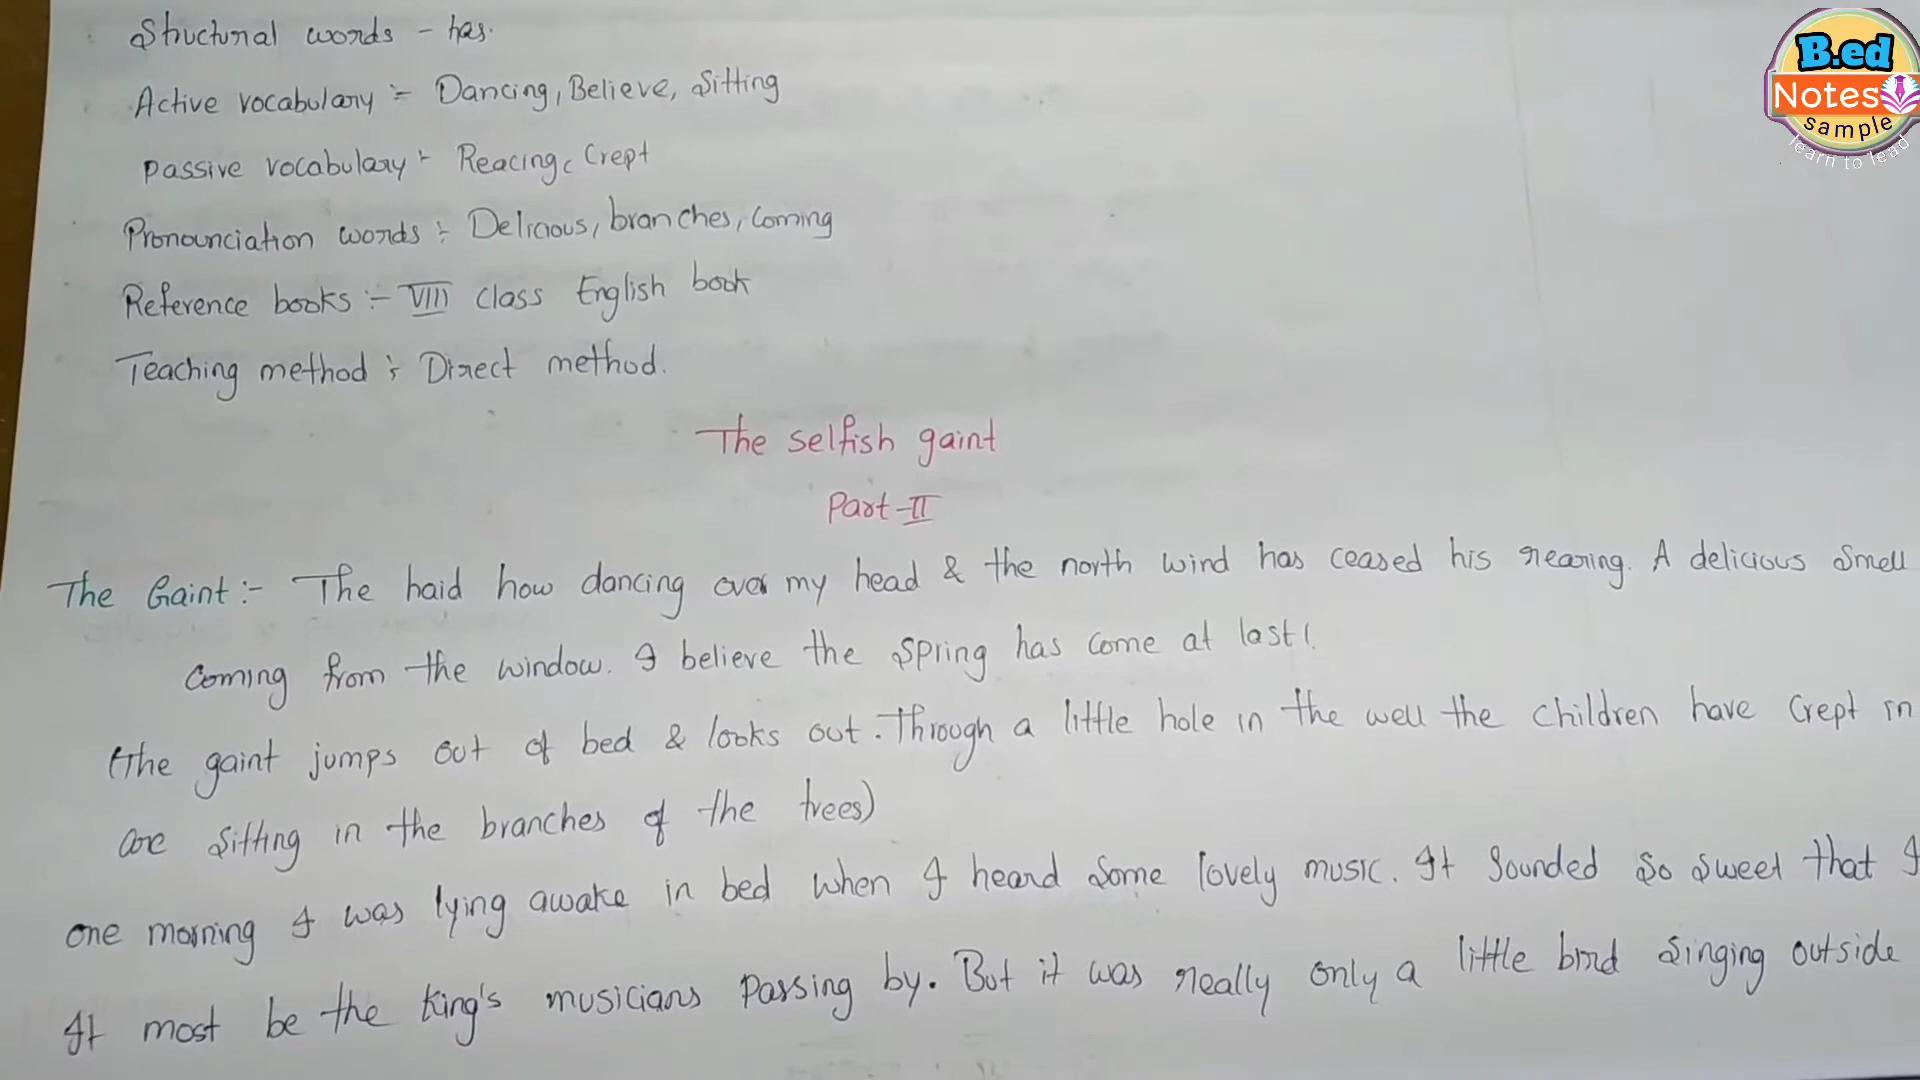 Structural words - has.
Active vocabulary :- Dancing, Believe, Sitting
Passive vocabulary :- Reacing, Crept
Pronounciation words :- Delicious, branches, Coming
Reference books :- VIII class English book
Teaching method :- Direct method.
The selfish gaint
Part-II
The Gaint :- The haid how dancing over my head & the north wind has ceased his rearing. A delicious Smell
Coming from the window. I believe the Spring has come at last!
(The gaint jumps out of bed & looks out. Through a little hole in the well the children have crept in
are Sitting in the branches of the trees)
one morning I was lying awake in bed when I heard Some lovely music. It Sounded So Sweet that I
It most be the king's musicians Passing by. But it was really only a little bird Singing outside
B.ed
Notes
sample
learn to lead